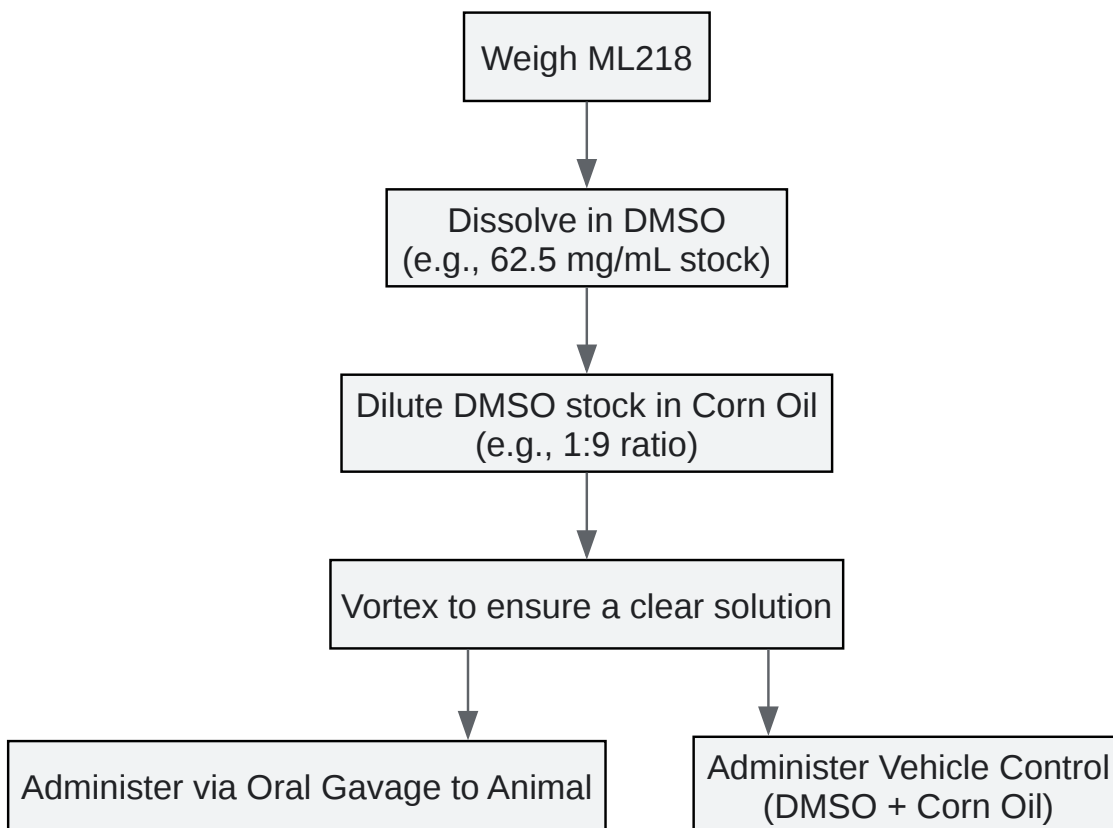 Weigh ML218
Dissolve in DMSO
(e.g., 62.5 mg/mL stock)
Dilute DMSO stock in Corn Oil
(e.g., 1:9 ratio)
Vortex to ensure a clear solution
Administer via Oral Gavage to Animal
Administer Vehicle Control
(DMSO + Corn Oil)